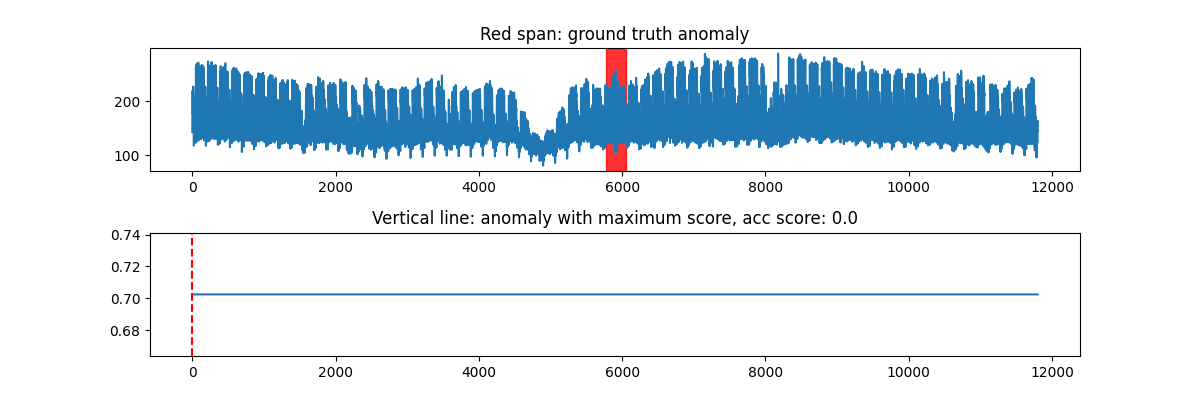 Red span: ground truth anomaly
200
100
0 2000 4000 6000 8000 10000 12000
Vertical line: anomaly with maximum score, acc score: 0.0
0.74
0.72
0.70
0.68
0 2000 4000 6000 8000 10000 12000